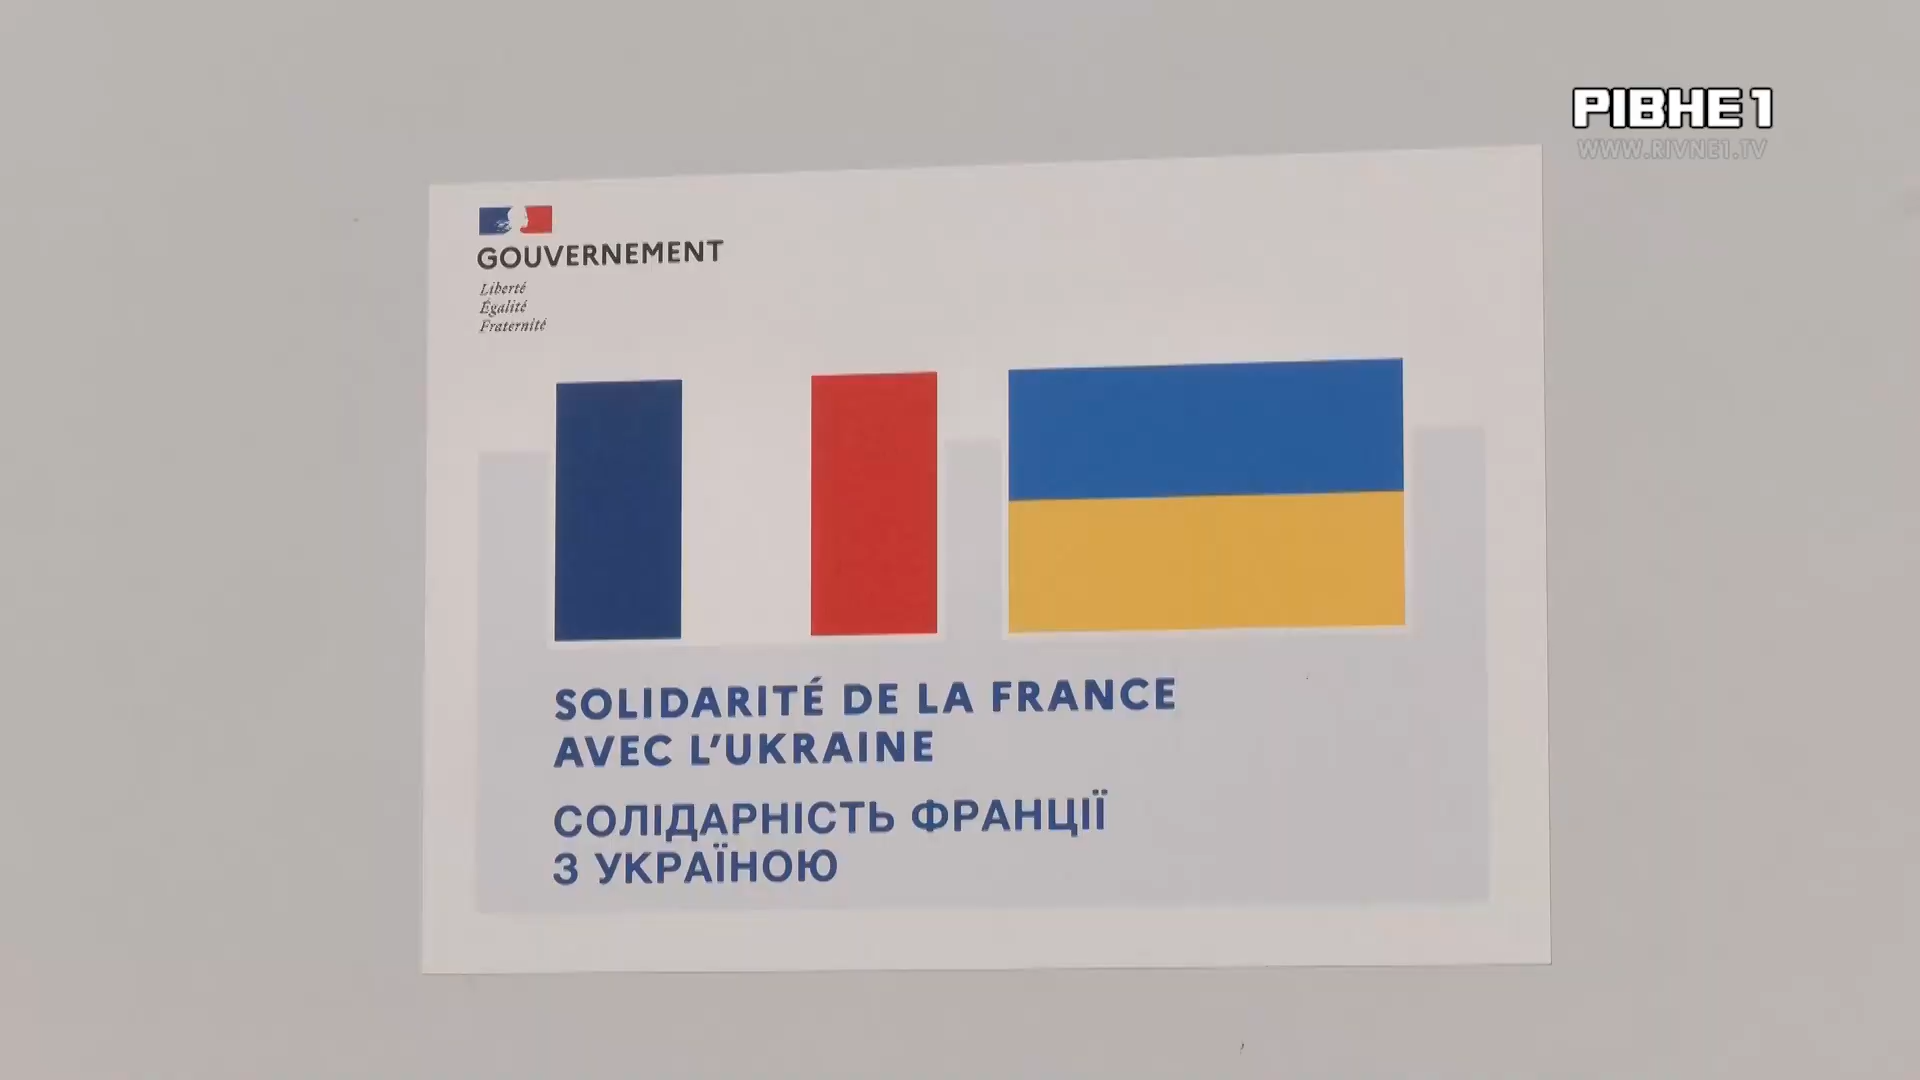 РІВНЕ 1
WWW.RIVNE1.TV
GOUVERNEMENT
Liberté
Égalité
Fraternité
SOLIDARITÉ DE LA FRANCE
AVEC L'UKRAINE
СОЛІДАРНІСТЬ ФРАНЦІЇ
З УКРАЇНОЮ